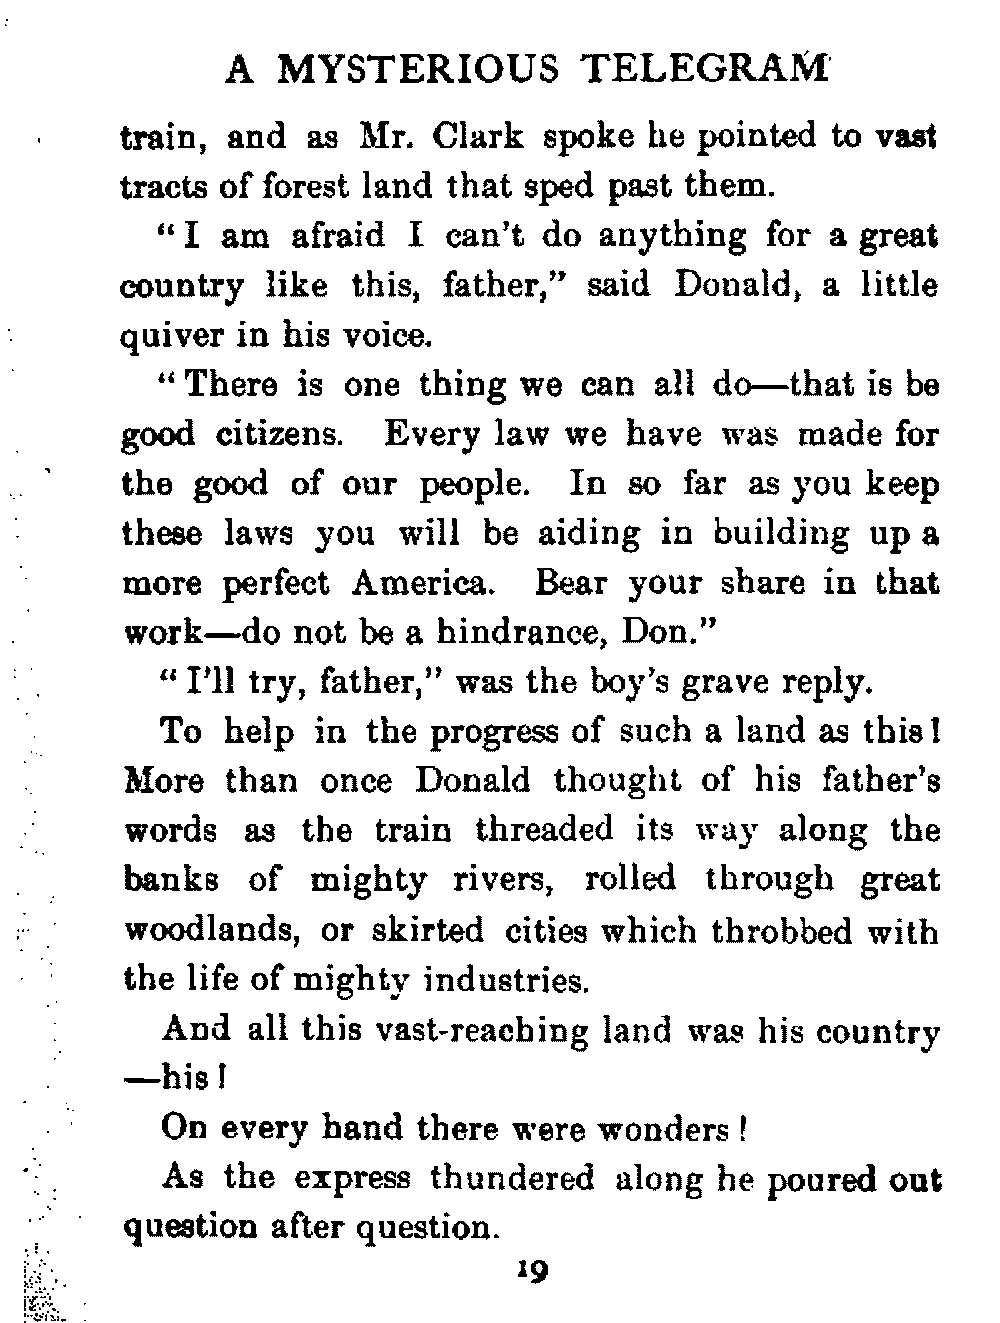 A MYSTERIOUS TELEGRAM
train, and as Mr. Clark spoke he pointed to vast
tracts of forest land that sped past them.
“I am afraid I can’t do anything for a great
country like this, father,” said Donald, a little
quiver in his voice.
“There is one thing we can all do—that is be
good citizens. Every law we have was made for
the good of our people. In so far as you keep
these laws you will be aiding in building up a
more perfect America. Bear your share in that
work—do not be a hindrance, Don.”
“I’ll try, father,” was the boy’s grave reply.
To help in the progress of such a land as this!
More than once Donald thought of his father’s
words as the train threaded its way along the
banks of mighty rivers, rolled through great
woodlands, or skirted cities which throbbed with
the life of mighty industries.
And all this vast-reaching land was his country
—his!
On every hand there were wonders!
As the express thundered along he poured out
question after question.
19